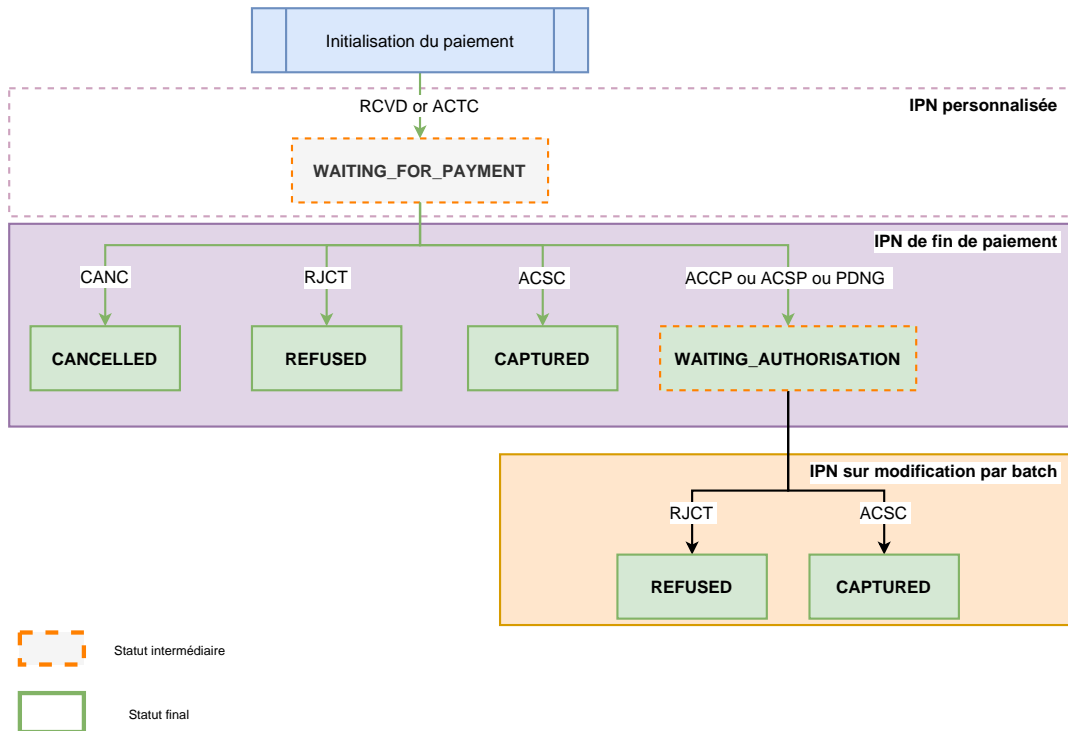 Initialisation du paiement
RCVD or ACTC
IPN personnalisée
WAITING_FOR_PAYMENT
IPN de fin de paiement
CANC
RJCT
ACSC
ACCP ou ACSP ou PDNG
CANCELLED
REFUSED
CAPTURED
WAITING_AUTHORISATION
IPN sur modification par batch
RJCT
ACSC
REFUSED
CAPTURED
Statut intermédiaire
Statut final